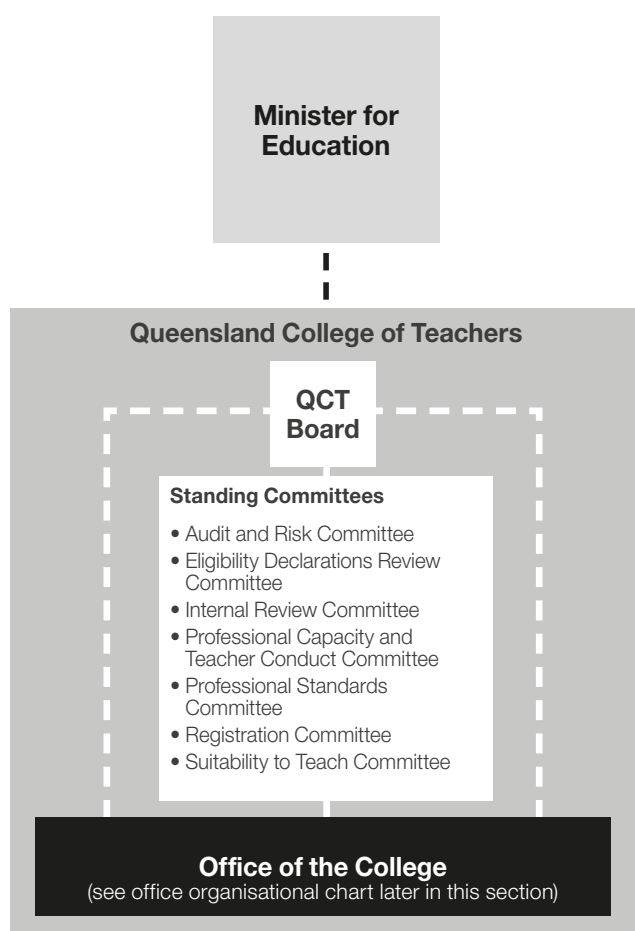 Minister for
Education
Queensland College of Teachers
QCT
Board
Standing Committees
• Audit and Risk Committee
• Eligibility Declarations Review
Committee
• Internal Review Committee
• Professional Capacity and
Teacher Conduct Committee
• Professional Standards
Committee
• Registration Committee
• Suitability to Teach Committee
Office of the College
(see office organisational chart later in this section)